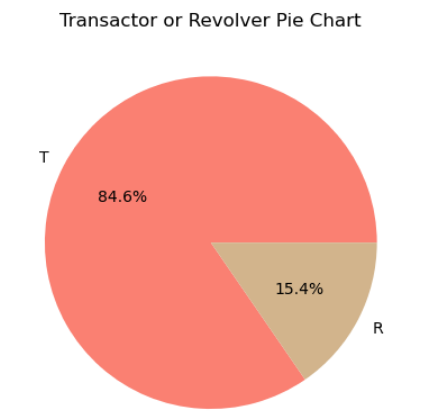 Transactor or Revolver Pie Chart
T
84.6%
15.4%
R